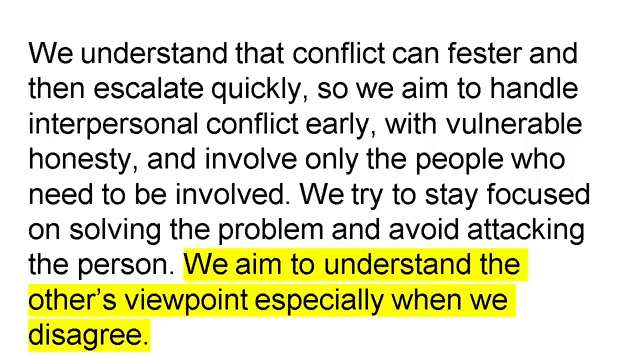 We understand that conflict can fester and
then escalate quickly, so we aim to handle
interpersonal conflict early, with vulnerable
honesty, and involve only the people who
need to be involved. We try to stay focused
on solving the problem and avoid attacking
the person. We aim to understand the
other’s viewpoint especially when we
disagree.